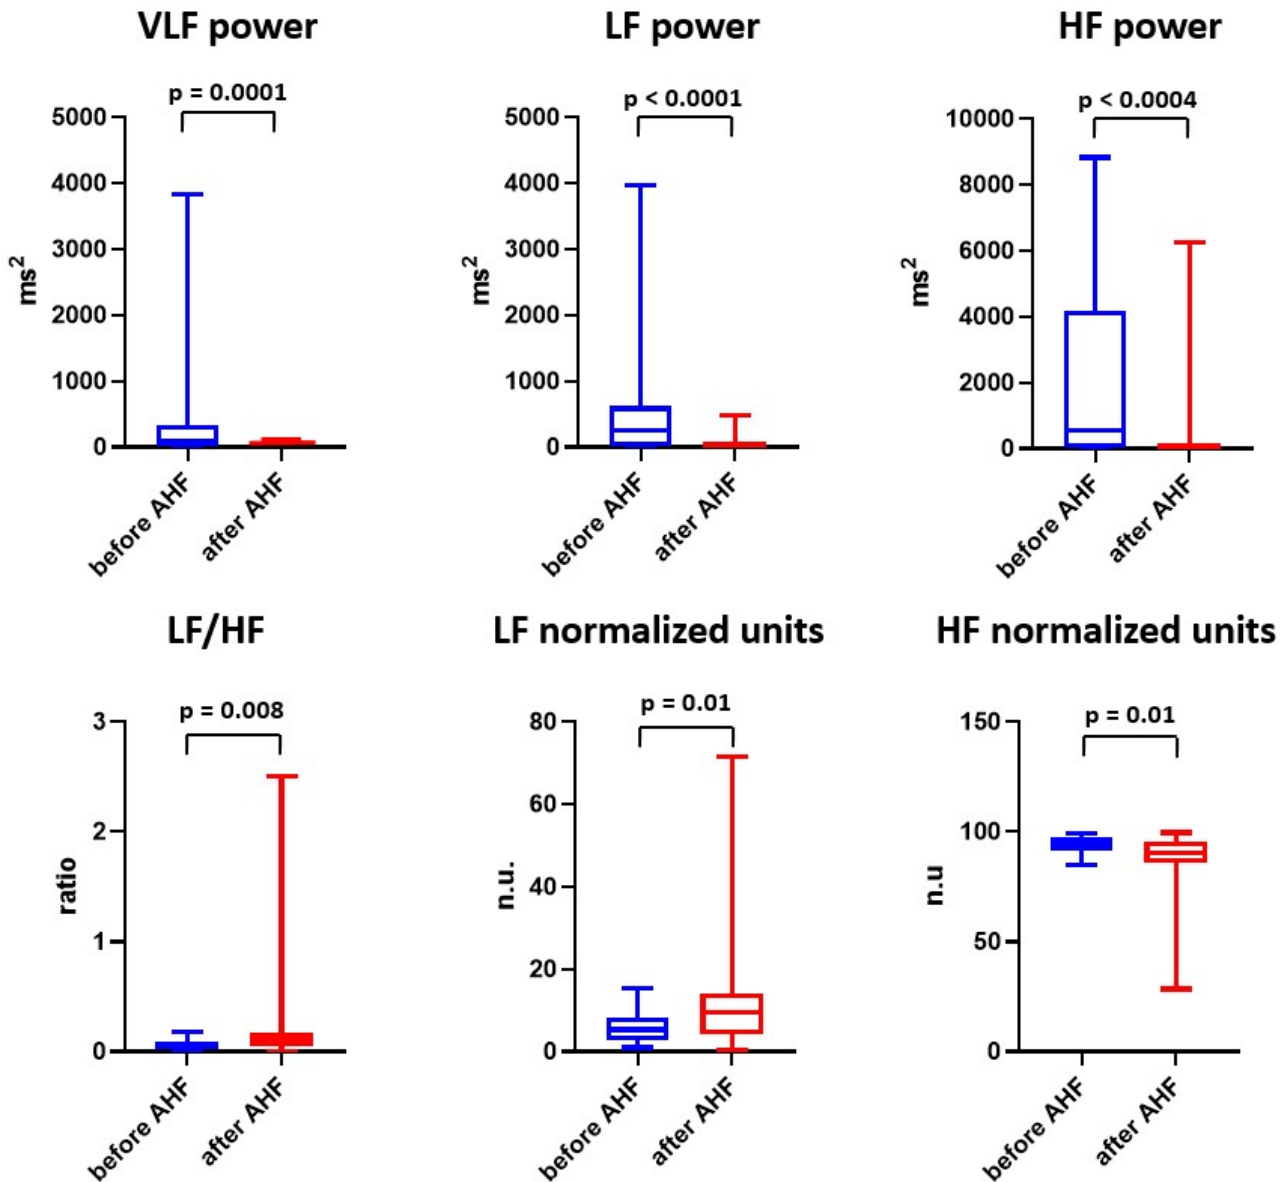 VLF power
LF power
HF power
p = 0.0001
p < 0.0001
p < 0.0004
5000
4000
3000
2000
1000
0
ms²
before AHF
after AHF
5000
4000
3000
2000
1000
0
ms²
before AHF
after AHF
10000
8000
6000
4000
2000
0
ms²
before AHF
after AHF
LF/HF
LF normalized units
HF normalized units
p = 0.008
p = 0.01
p = 0.01
3
2
1
0
ratio
before AHF
after AHF
80
60
40
20
0
n.u.
before AHF
after AHF
150
100
50
0
n.u
before AHF
after AHF